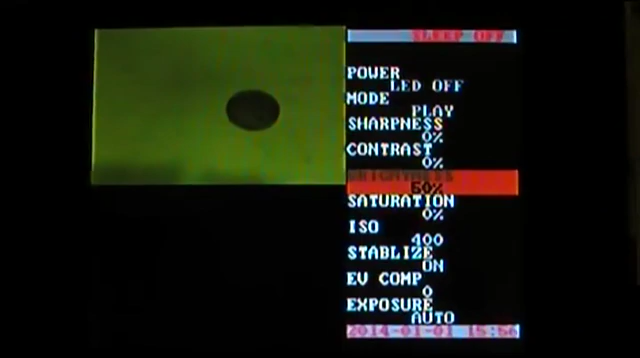 SLEEP OFF
POWER
LED OFF
MODE
PLAY
SHARPNESS
0%
CONTRAST
0%
BRIGHTNESS
50%
SATURATION
0%
ISO
400
STABLIZE
ON
EV COMP
0
EXPOSURE
AUTO
2014-01-01 15:56